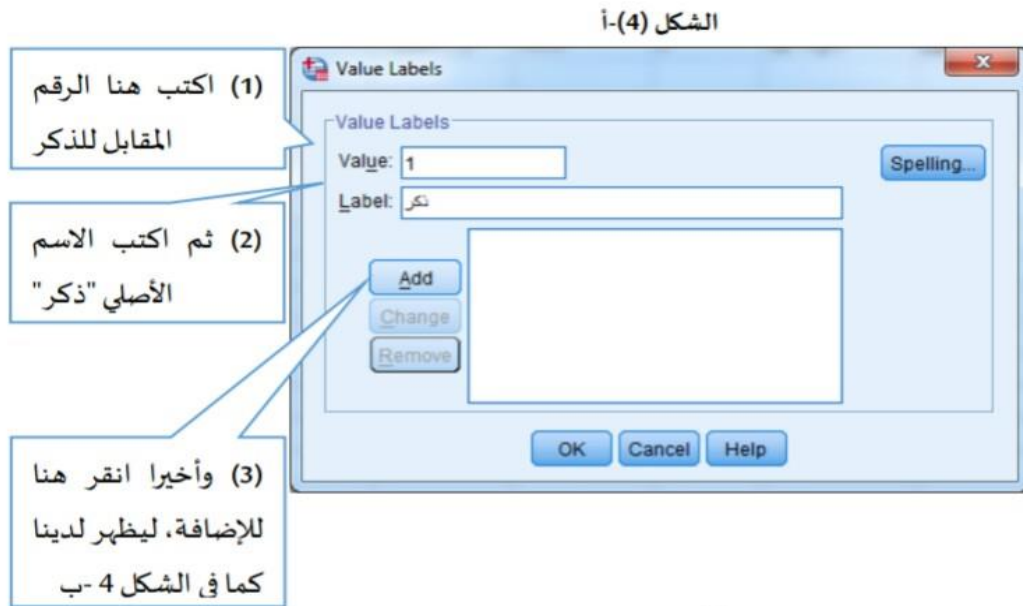 الشكل (4)-أ
(1) اكتب هنا الرقم
المقابل للذكر
(2) ثم اكتب الاسم
الأصلي "ذكر"
(3) وأخيرا انقر هنا
للإضافة، ليظهر لدينا
كما في الشكل 4 -ب
Value Labels
Value Labels
Value: 1
Spelling...
Label: ذكر
Add
Change
Remove
OK Cancel Help